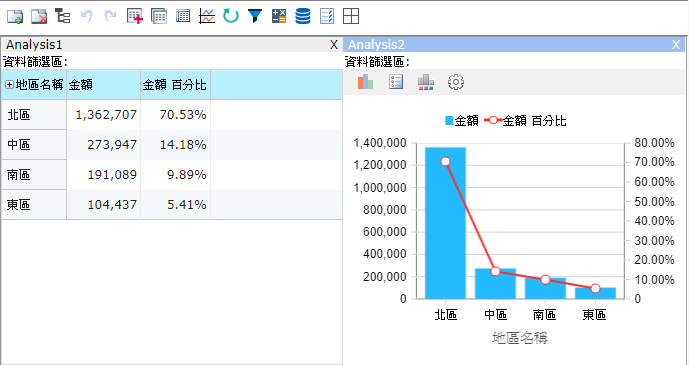 Analysis1 X
資料篩選區:
地區名稱 金額 金額 百分比
北區 1,362,707 70.53%
中區 273,947 14.18%
南區 191,089 9.89%
東區 104,437 5.41%
Analysis2 X
資料篩選區:
金額 金額 百分比
1,400,000 80.00%
1,200,000 70.00%
1,000,000 60.00%
800,000 50.00%
600,000 40.00%
400,000 30.00%
200,000 20.00%
0 10.00%
0
北區 中區 南區 東區
地區名稱